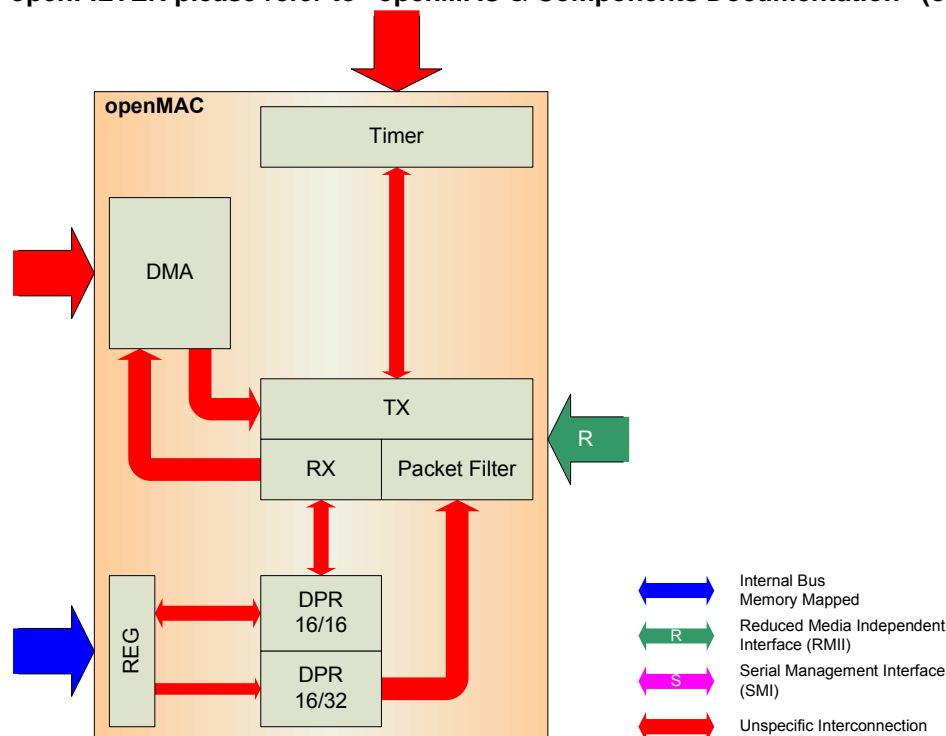 openMAC
Timer
DMA
TX
R
RX
Packet Filter
REG
DPR
16/16
DPR
16/32
Internal Bus
Memory Mapped
R
Reduced Media Independent
Interface (RMII)
S
Serial Management Interface
(SMI)
Unspecific Interconnection